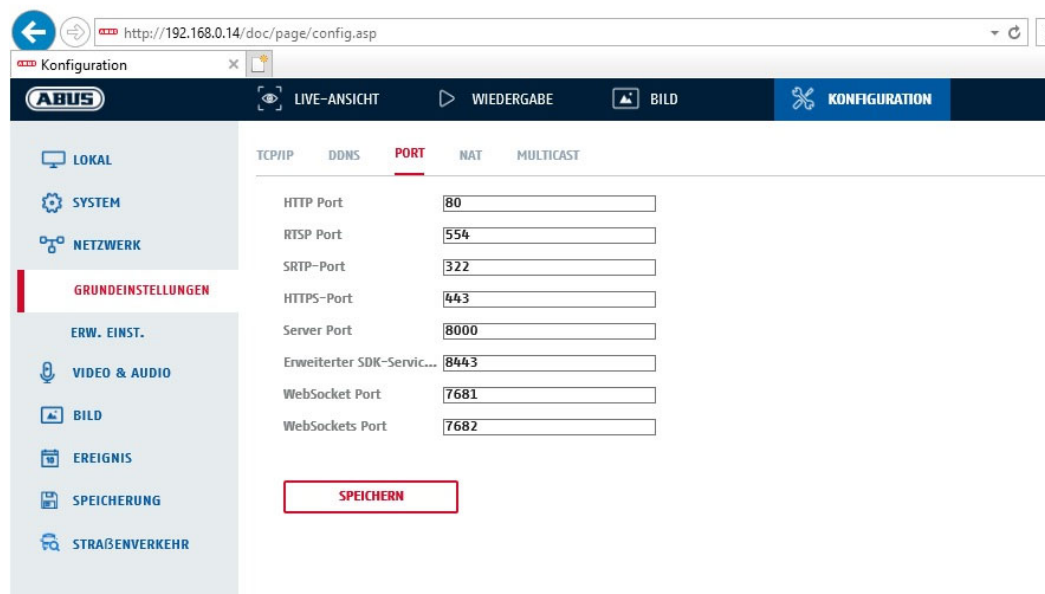 http://192.168.0.14/doc/page/config.asp
Konfiguration
ABUS LIVE-ANSICHT WIEDERGABE BILD KONFIGURATION
LOKAL
SYSTEM
NETZWERK
GRUNDEINSTELLUNGEN
ERW. EINST.
VIDEO & AUDIO
BILD
EREIGNIS
SPEICHERUNG
STRAßENVERKEHR
TCP/IP DDNS PORT NAT MULTICAST
HTTP Port 80
RTSP Port 554
SRTP-Port 322
HTTPS-Port 443
Server Port 8000
Erweiterter SDK-Servic... 8443
WebSocket Port 7681
WebSockets Port 7682
SPEICHERN